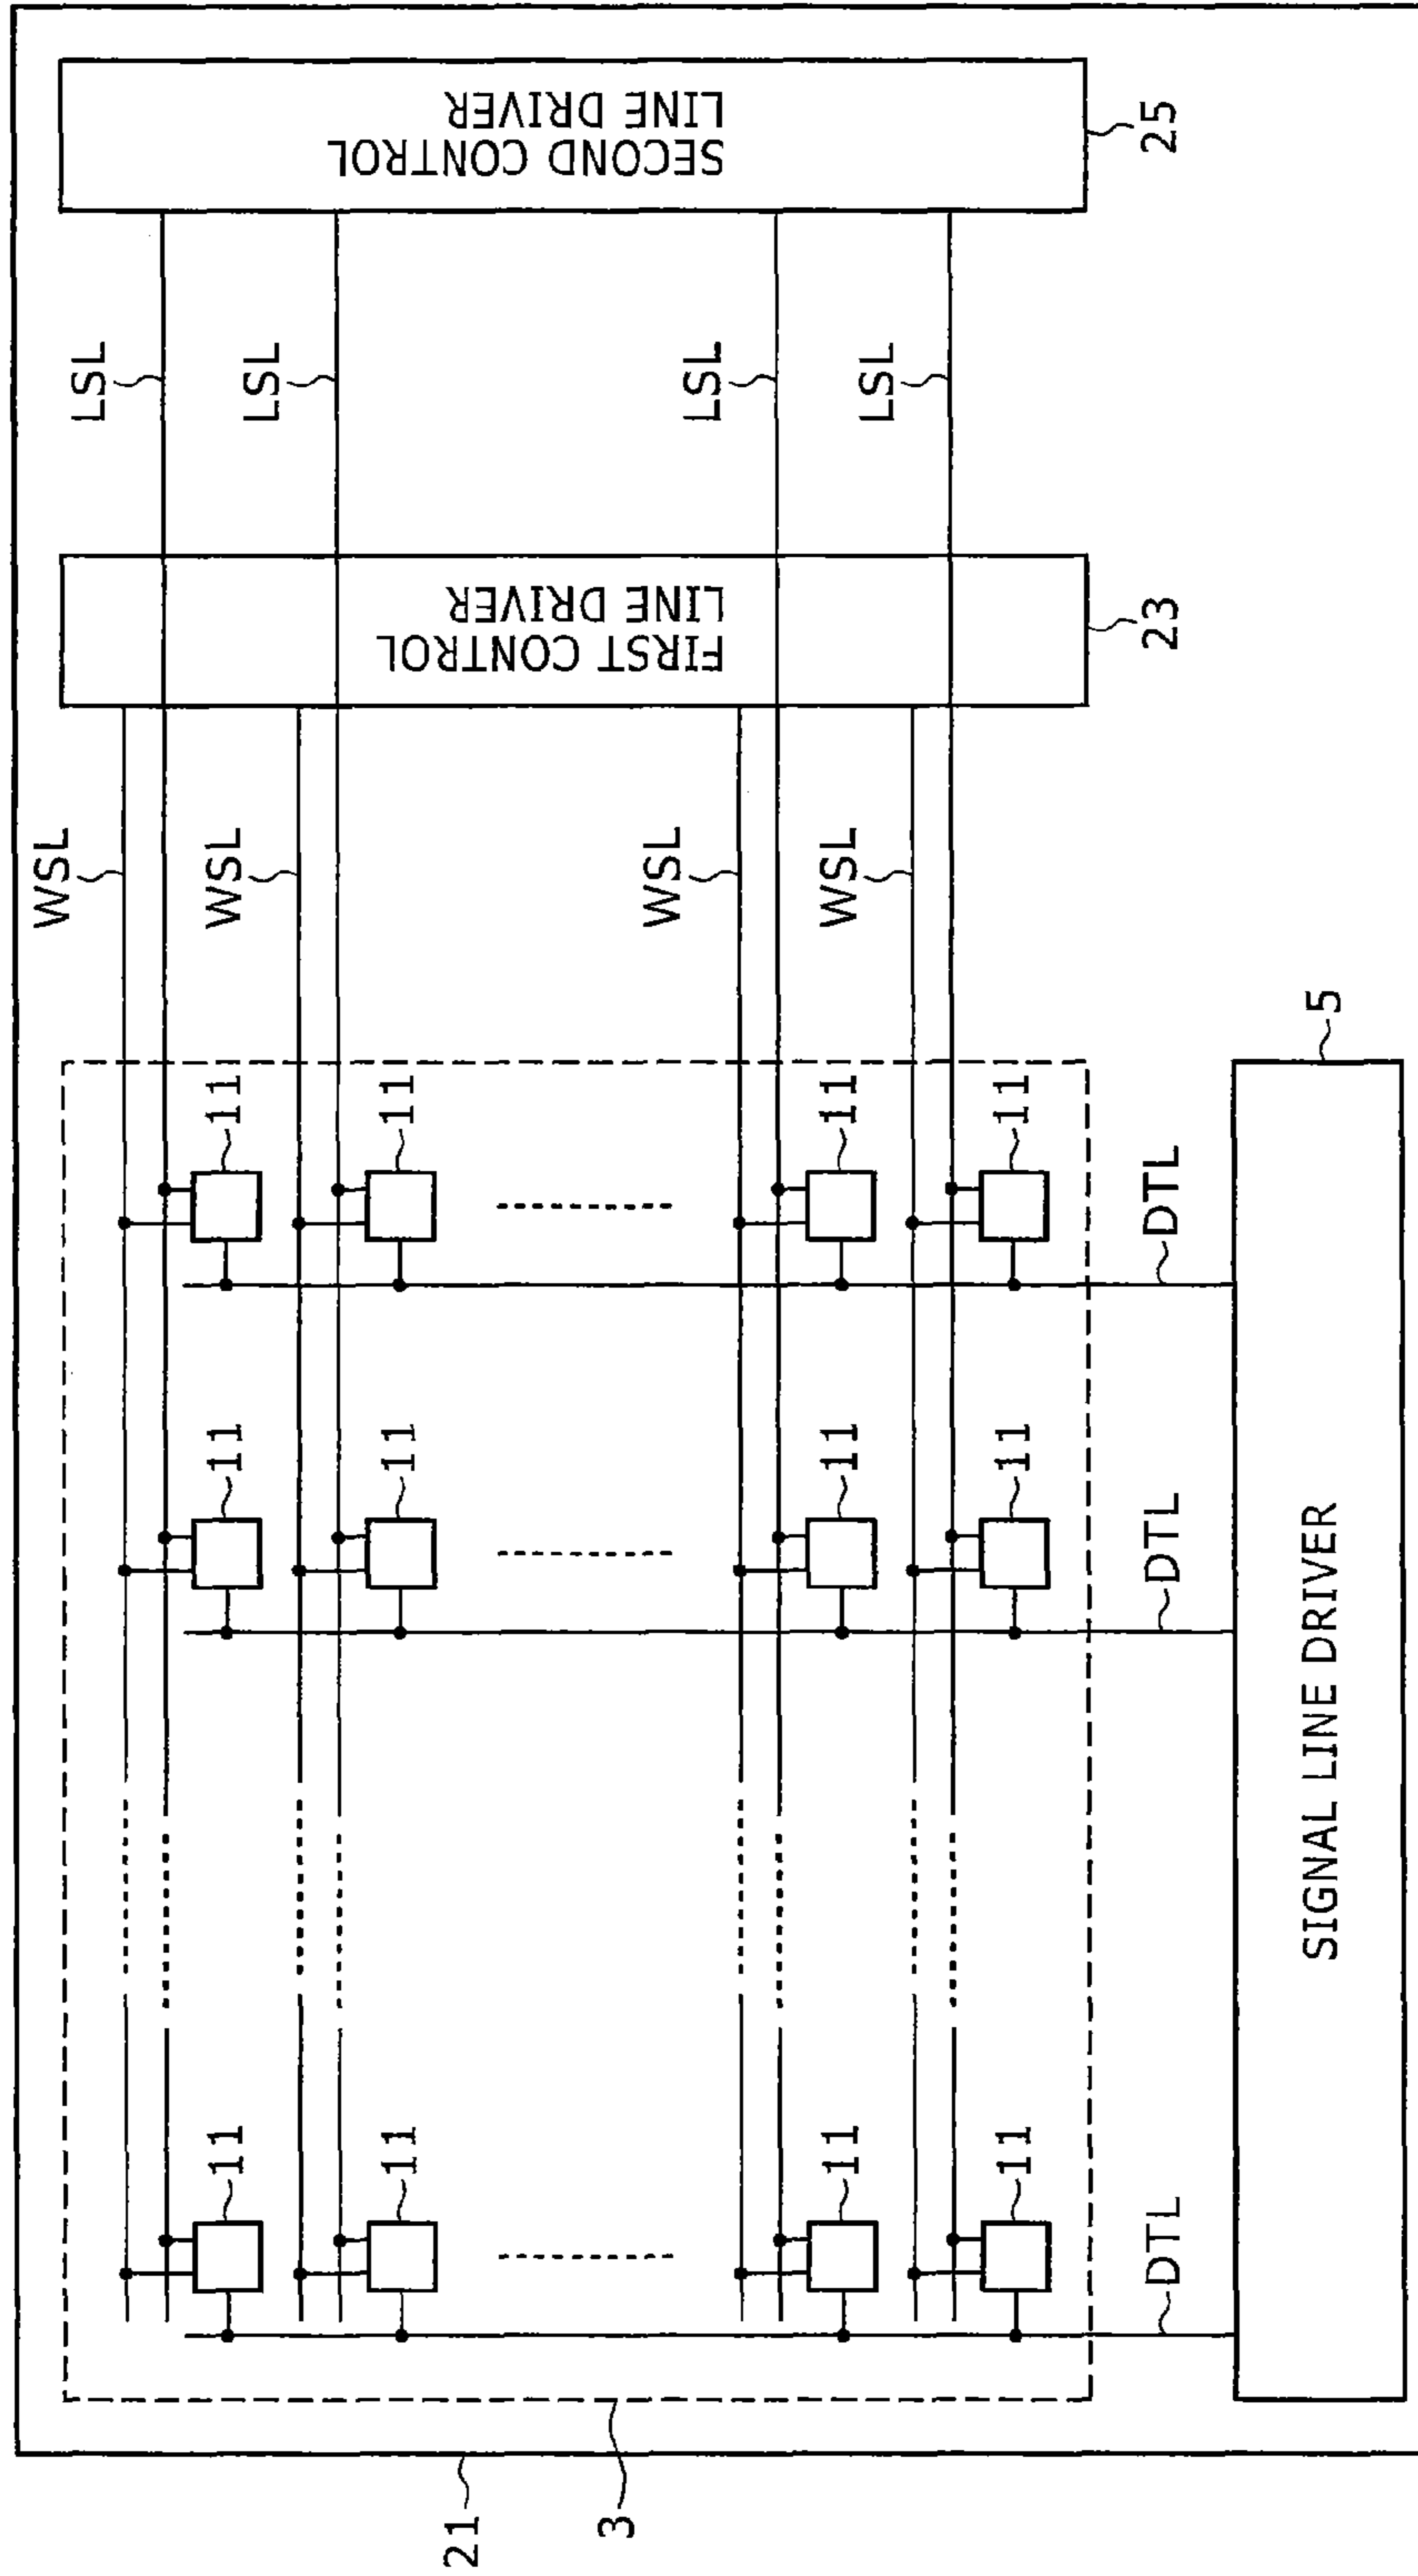 21
3
11
11
11
11
11
11
11
11
11
11
11
11
WSL
WSL
WSL
WSL
LSL
LSL
LSL
LSL
FIRST CONTROL
LINE DRIVER
23
SECOND CONTROL
LINE DRIVER
25
DTL
DTL
DTL
SIGNAL LINE DRIVER
5